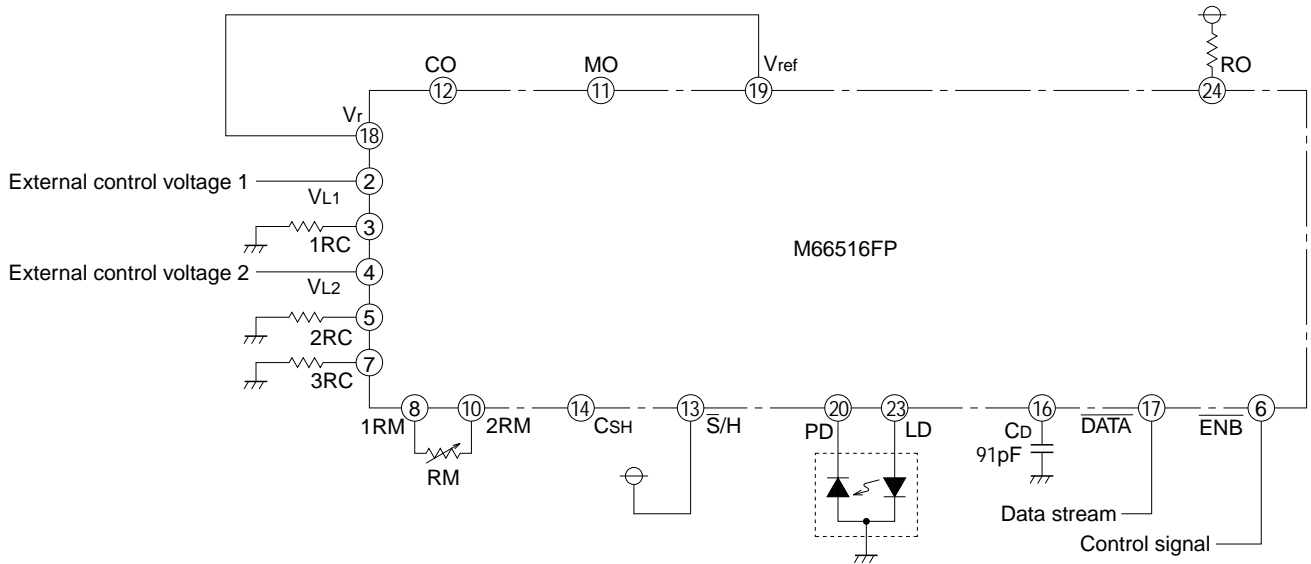 CO MO Vref RO
12 11 19 24
Vr
18
External control voltage 1 2
VL1
3
1RC
External control voltage 2 4
VL2
5
2RC
7
3RC
M66516FP
8 10 14 13 20 23 16 17 6
1RM 2RM CSH S̅/H PD LD CD D̅A̅T̅A̅ E̅N̅B̅
RM
91pF
Data stream
Control signal